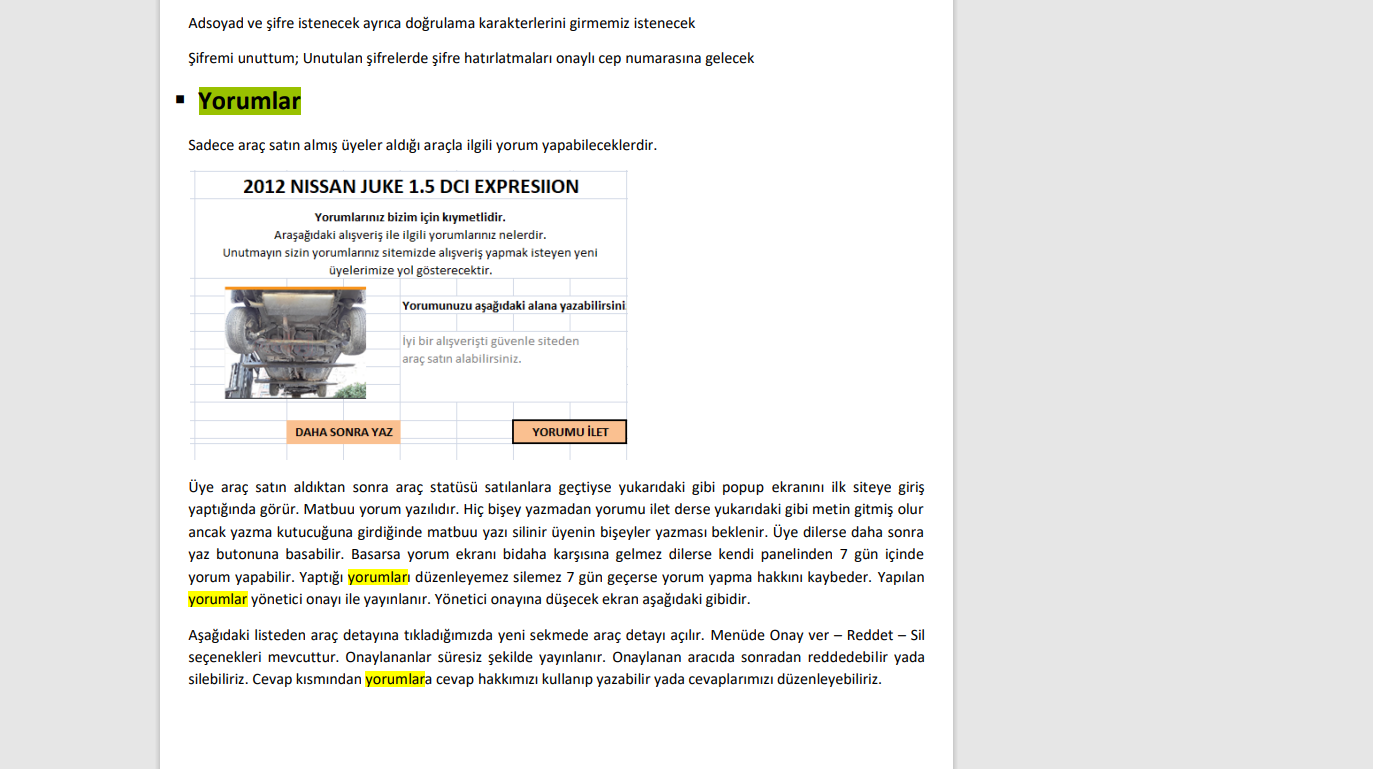 Adsoyad ve şifre istenecek ayrıca doğrulama karakterlerini girmemiz istenecek
Şifremi unuttum; Unutulan şifrelerde şifre hatırlatmaları onaylı cep numarasına gelecek
▪ Yorumlar
Sadece araç satın almış üyeler aldığı araçla ilgili yorum yapabileceklerdir.
2012 NISSAN JUKE 1.5 DCI EXPRESIION
Yorumlarınız bizim için kıymetlidir.
Araşağıdaki alışveriş ile ilgili yorumlarınız nelerdir.
Unutmayın sizin yorumlarınız sitemizde alışveriş yapmak isteyen yeni
üyelerimize yol gösterecektir.
Yorumunuzu aşağıdaki alana yazabilirsini
İyi bir alışverişti güvenle siteden
araç satın alabilirsiniz.
DAHA SONRA YAZ
YORUMU İLET
Üye araç satın aldıktan sonra araç statüsü satılanlara geçtiyse yukarıdaki gibi popup ekranını ilk siteye giriş
yaptığında görür. Matbuu yorum yazılıdır. Hiç bişey yazmadan yorumu ilet derse yukarıdaki gibi metin gitmiş olur
ancak yazma kutucuğuna girdiğinde matbuu yazı silinir üyenin bişeyler yazması beklenir. Üye dilerse daha sonra
yaz butonuna basabilir. Basarsa yorum ekranı bidaha karşısına gelmez dilerse kendi panelinden 7 gün içinde
yorum yapabilir. Yaptığı yorumları düzenleyemez silemez 7 gün geçerse yorum yapma hakkını kaybeder. Yapılan
yorumlar yönetici onayı ile yayınlanır. Yönetici onayına düşecek ekran aşağıdaki gibidir.
Aşağıdaki listeden araç detayına tıkladığımızda yeni sekmede araç detayı açılır. Menüde Onay ver – Reddet – Sil
seçenekleri mevcuttur. Onaylananlar süresiz şekilde yayınlanır. Onaylanan aracıda sonradan reddedebilir yada
silebiliriz. Cevap kısmından yorumlara cevap hakkımızı kullanıp yazabilir yada cevaplarımızı düzenleyebiliriz.